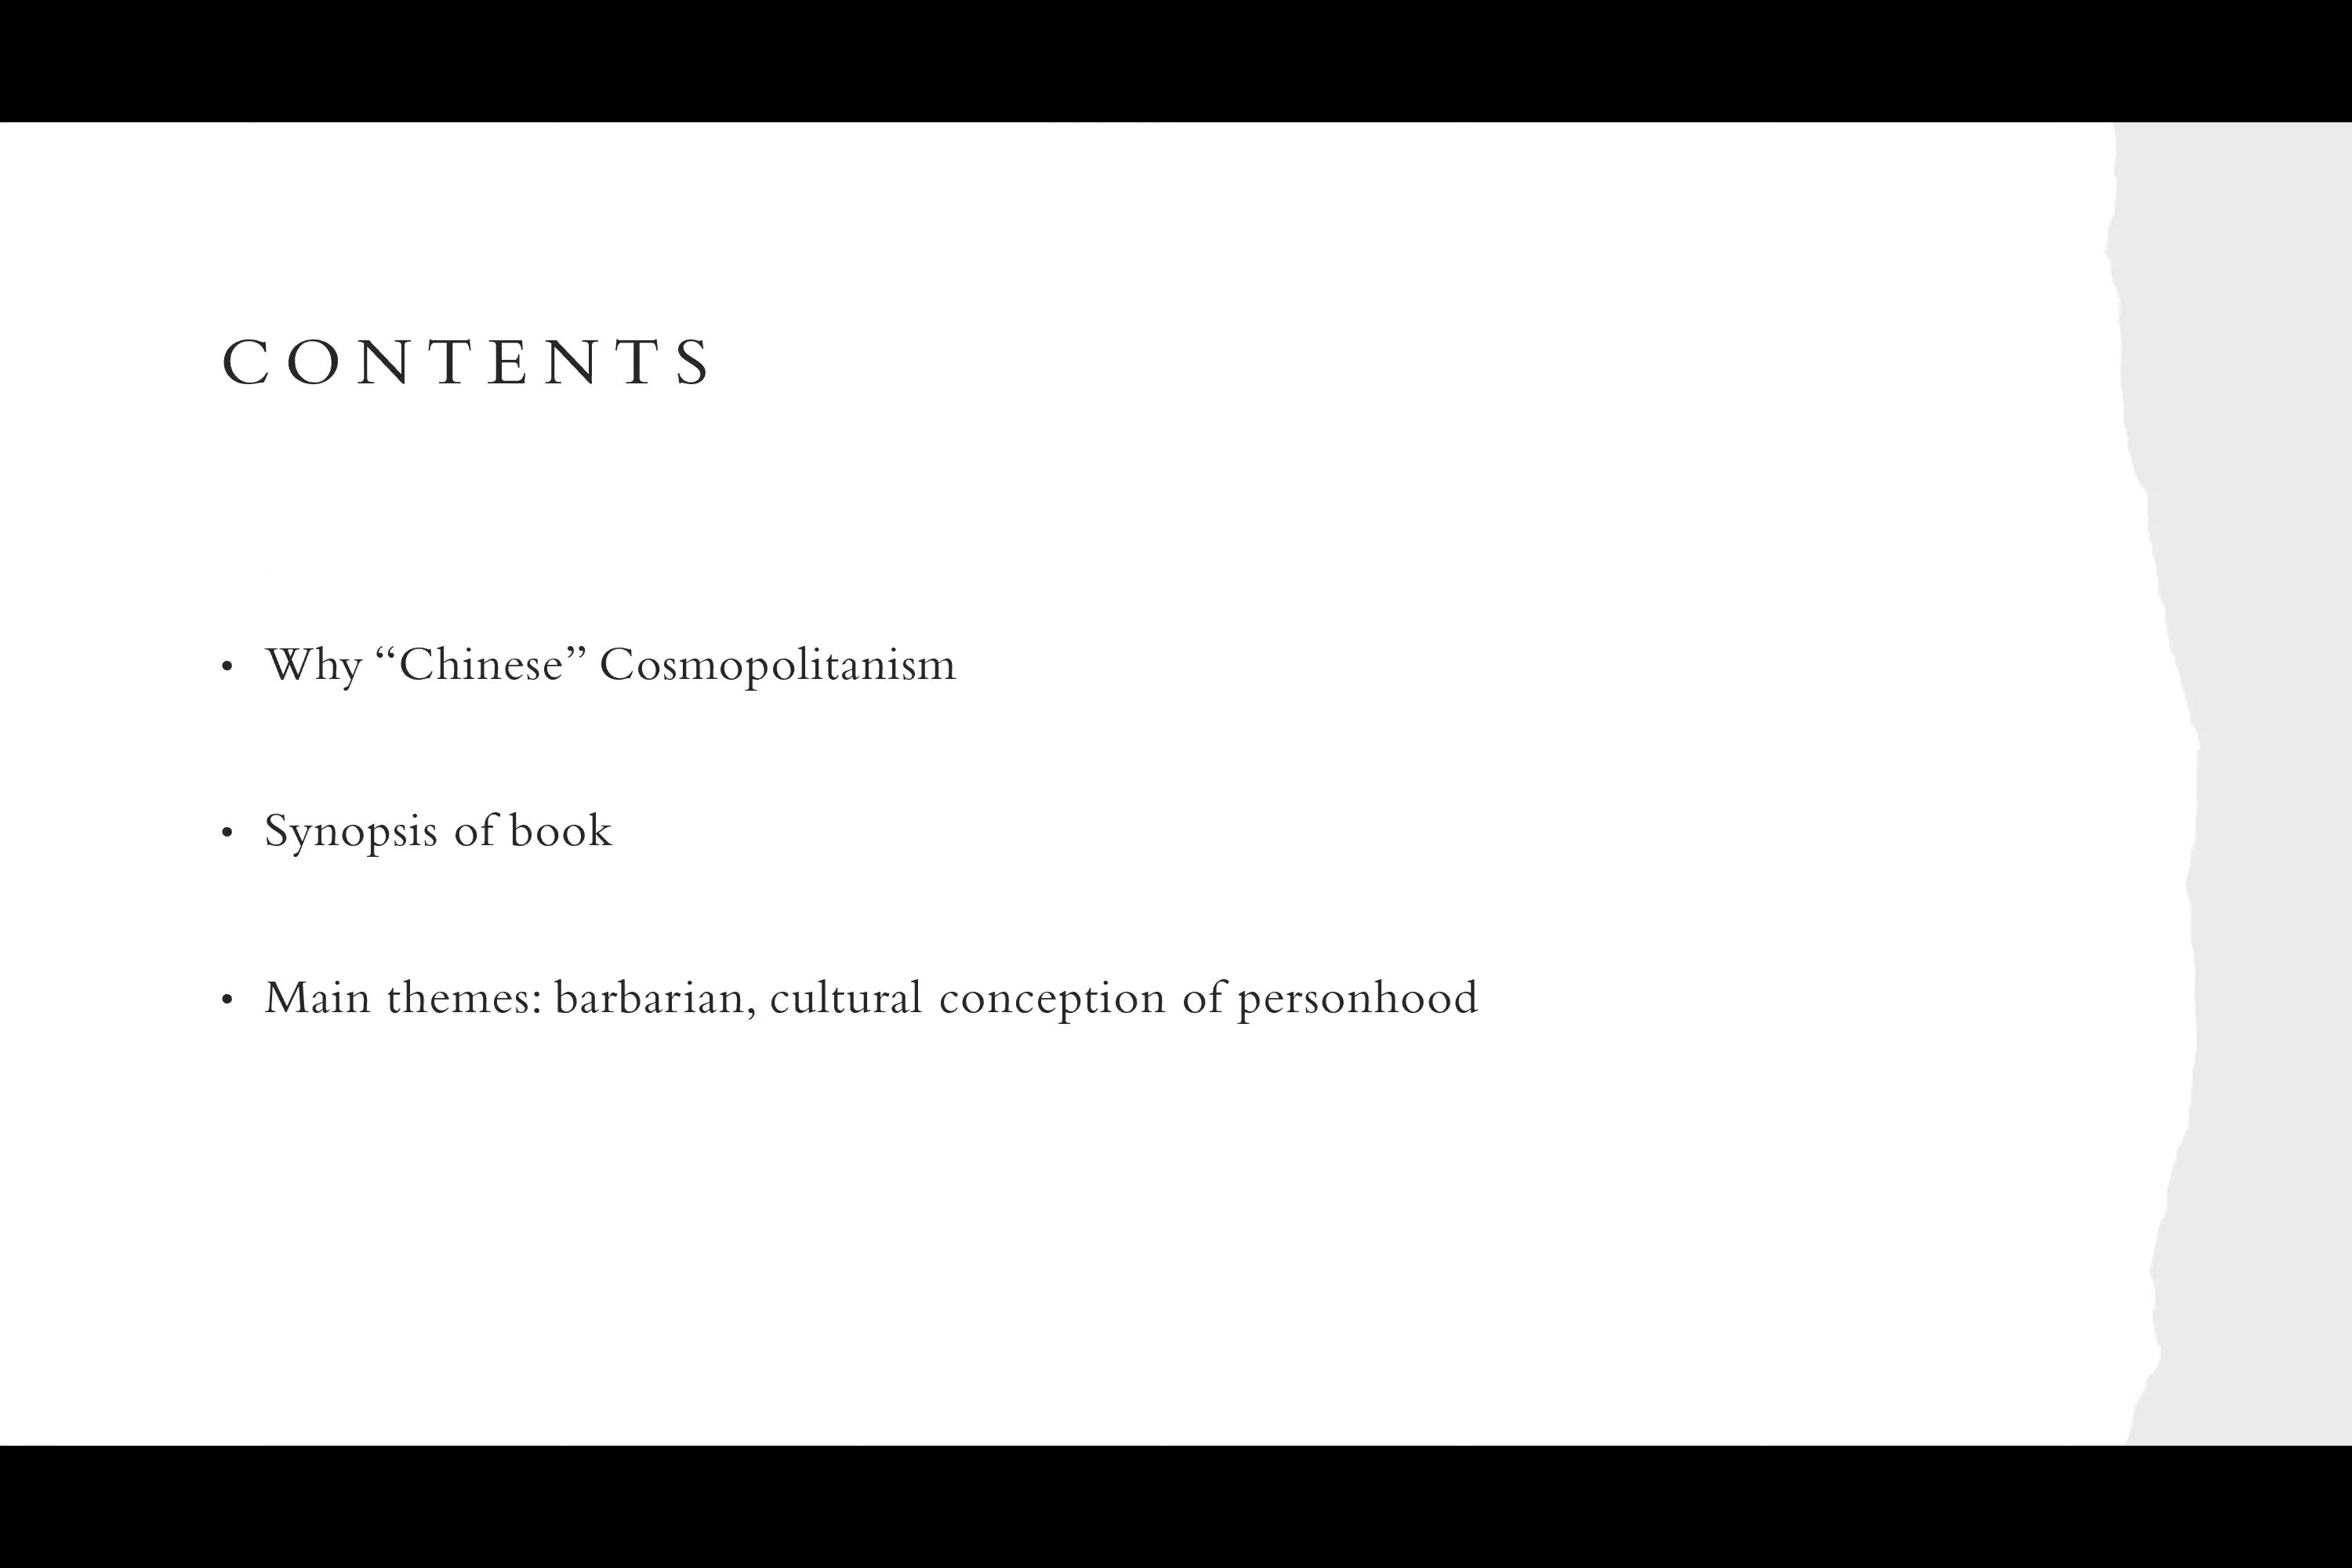 CONTENTS
• Why “Chinese” Cosmopolitanism
• Synopsis of book
• Main themes: barbarian, cultural conception of personhood